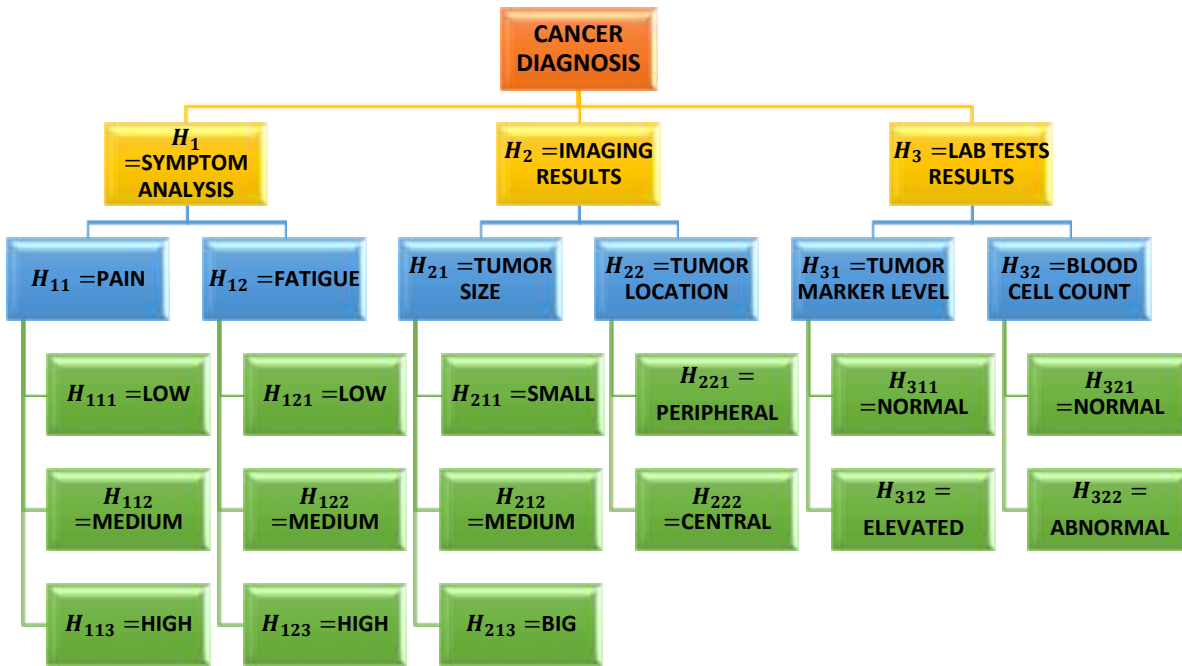 CANCER
DIAGNOSIS
H₁
=SYMPTOM
ANALYSIS
H₂ =IMAGING
RESULTS
H₃ =LAB TESTS
RESULTS
H₁₁ =PAIN
H₁₂ =FATIGUE
H₂₁ =TUMOR
SIZE
H₂₂ =TUMOR
LOCATION
H₃₁ =TUMOR
MARKER LEVEL
H₃₂ =BLOOD
CELL COUNT
H₁₁₁ =LOW
H₁₂₁ =LOW
H₂₁₁ =SMALL
H₂₂₁ =
PERIPHERAL
H₃₁₁
=NORMAL
H₃₂₁
=NORMAL
H₁₁₂
=MEDIUM
H₁₂₂
=MEDIUM
H₂₁₂
=MEDIUM
H₂₂₂
=CENTRAL
H₃₁₂ =
ELEVATED
H₃₂₂ =
ABNORMAL
H₁₁₃ =HIGH
H₁₂₃ =HIGH
H₂₁₃ =BIG